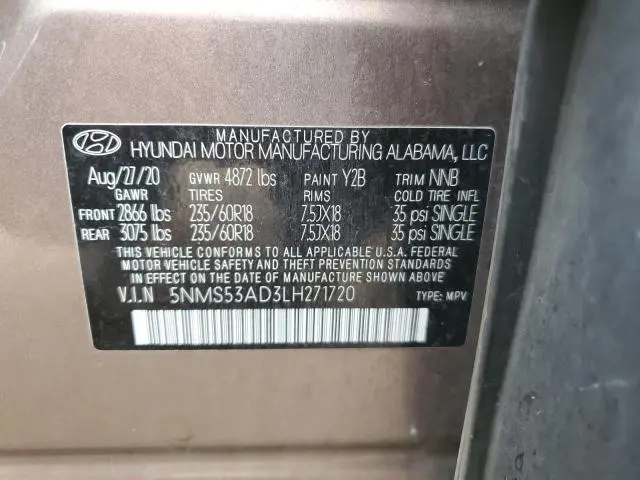 MANUFACTURED BY
HYUNDAI MOTOR MANUFACTURING ALABAMA, LLC
Aug/27/20 GVWR 4872 lbs PAINT Y2B TRIM NNB
GAWR TIRES RIMS COLD TIRE INFL
FRONT 2866 lbs 235/60R18 7.5JX18 35 psi SINGLE
REAR 3075 lbs 235/60R18 7.5JX18 35 psi SINGLE
THIS VEHICLE CONFORMS TO ALL APPLICABLE U.S.A. FEDERAL
MOTOR VEHICLE SAFETY AND THEFT PREVENTION STANDARDS
IN EFFECT ON THE DATE OF MANUFACTURE SHOWN ABOVE
V.I.N 5NMS53AD3LH271720 TYPE: MPV